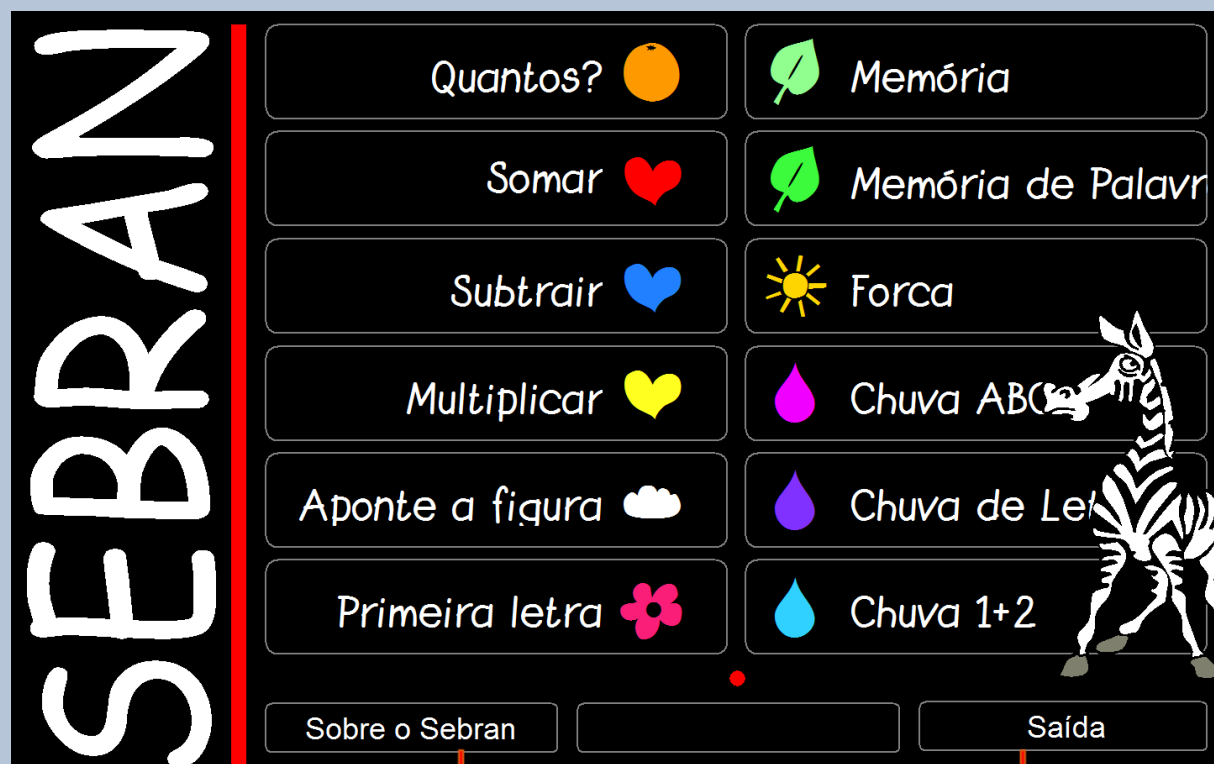 SEBRAN
Quantos?
Somar
Subtrair
Multiplicar
Aponte a figura
Primeira letra
Memória
Memória de Palavr
Forca
Chuva ABC
Chuva de Le
Chuva 1+2
Sobre o Sebran
Saída